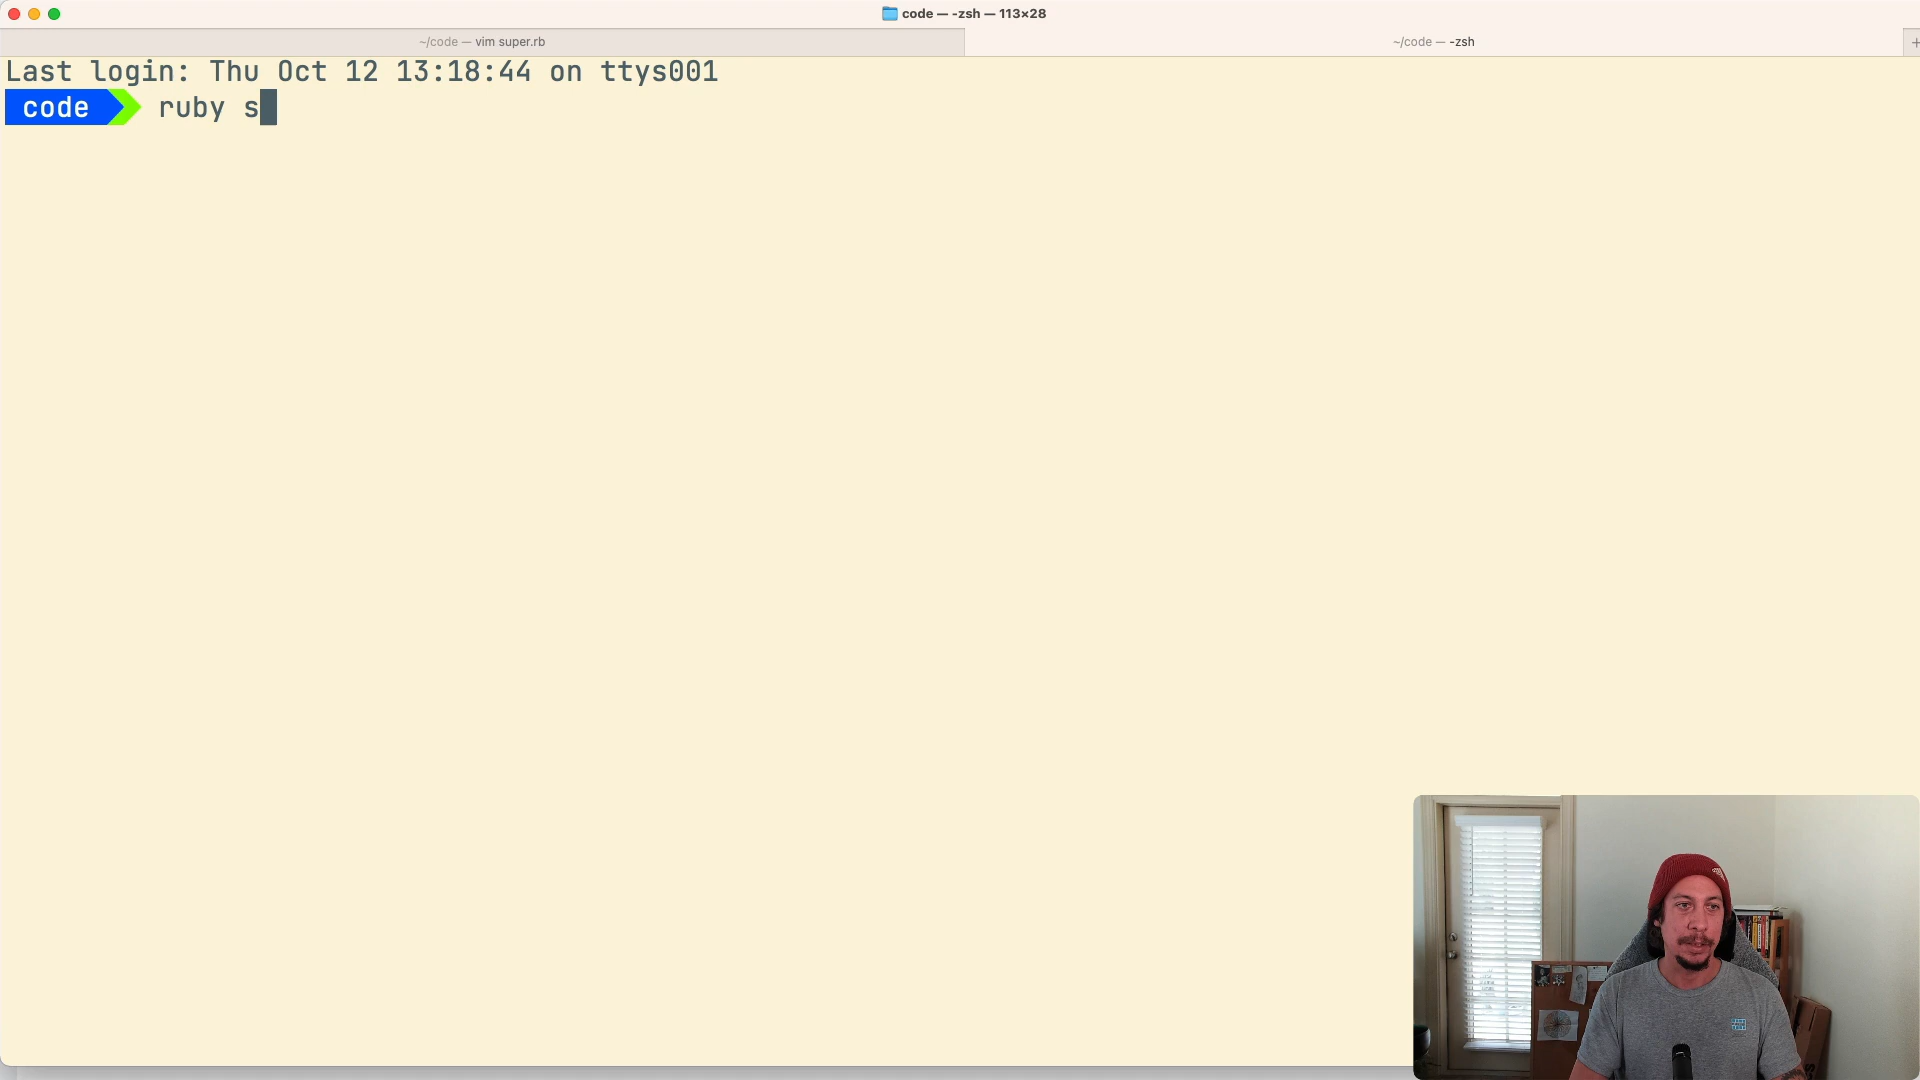 code — -zsh — 113×28
~/code — vim super.rb
~/code — -zsh
+
Last login: Thu Oct 12 13:18:44 on ttys001
code ruby s